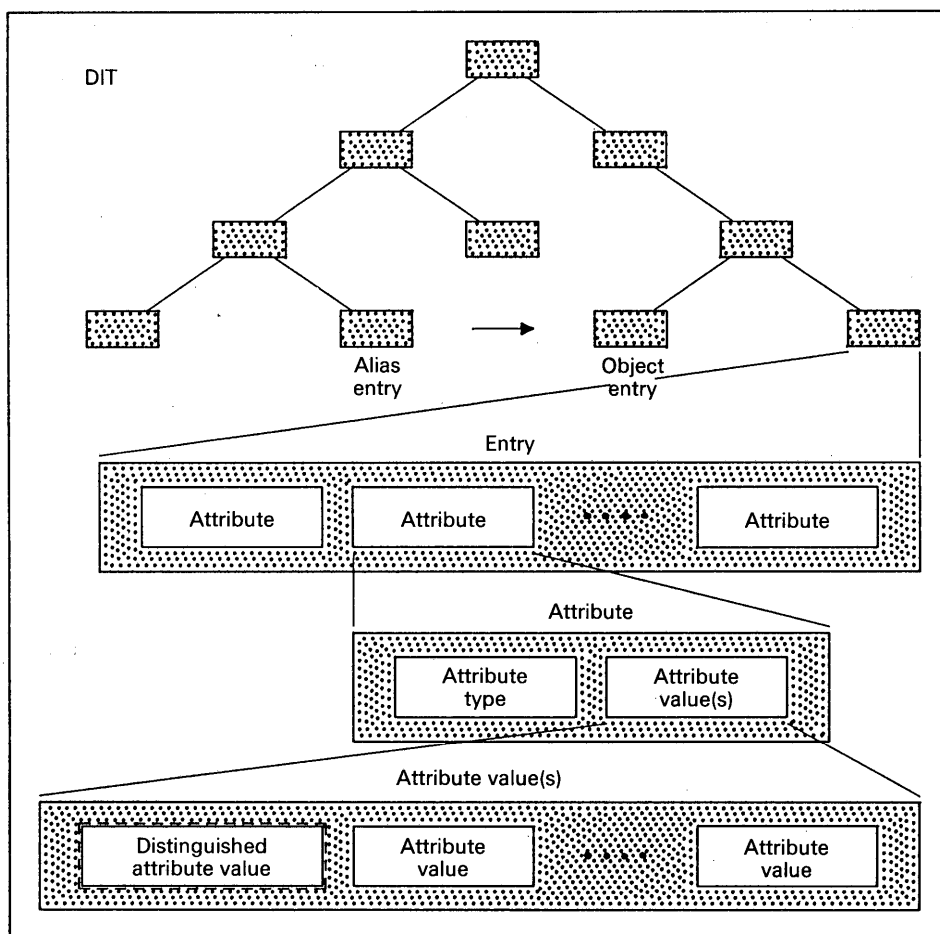 DIT
Alias
entry
Object
entry
Entry
Attribute
Attribute
Attribute
Attribute
Attribute
type
Attribute
value(s)
Attribute value(s)
Distinguished
attribute value
Attribute
value
Attribute
value